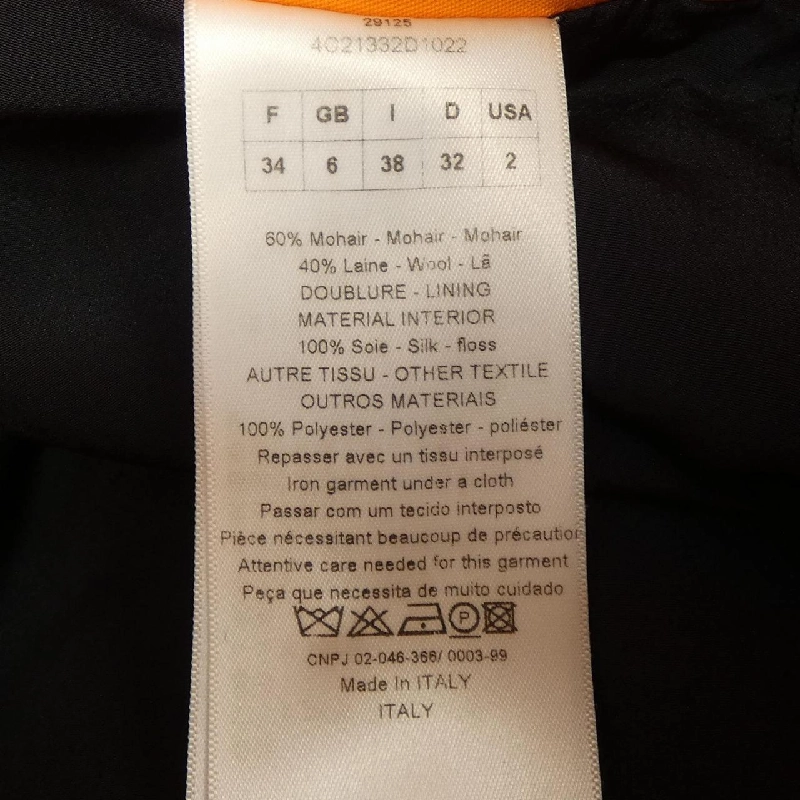 29125
4C21332D1022
F GB I D USA
34 6 38 32 2
60% Mohair - Mohair - Mohair
40% Laine - Wool - Lã
DOUBLURE - LINING
MATERIAL INTERIOR
100% Soie - Silk - floss
AUTRE TISSU - OTHER TEXTILE
OUTROS MATERIAIS
100% Polyester - Polyester - poliéster
Repasser avec un tissu interposé
Iron garment under a cloth
Passar com um tecido interposto
Pièce nécessitant beaucoup de précaution
Attentive care needed for this garment
Peça que necessita de muito cuidado
P
CNPJ 02-046-366/ 0003-99
Made In ITALY
ITALY